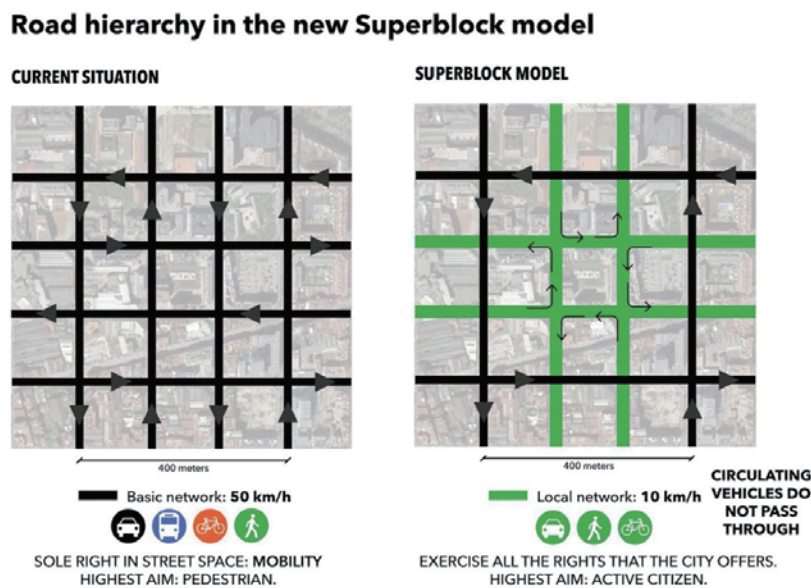 Road hierarchy in the new Superblock model
CURRENT SITUATION
SUPERBLOCK MODEL
400 meters
400 meters
Basic network: 50 km/h
Local network: 10 km/h
CIRCULATING
VEHICLES DO
NOT PASS
THROUGH
SOLE RIGHT IN STREET SPACE: MOBILITY
HIGHEST AIM: PEDESTRIAN.
EXERCISE ALL THE RIGHTS THAT THE CITY OFFERS.
HIGHEST AIM: ACTIVE CITIZEN.